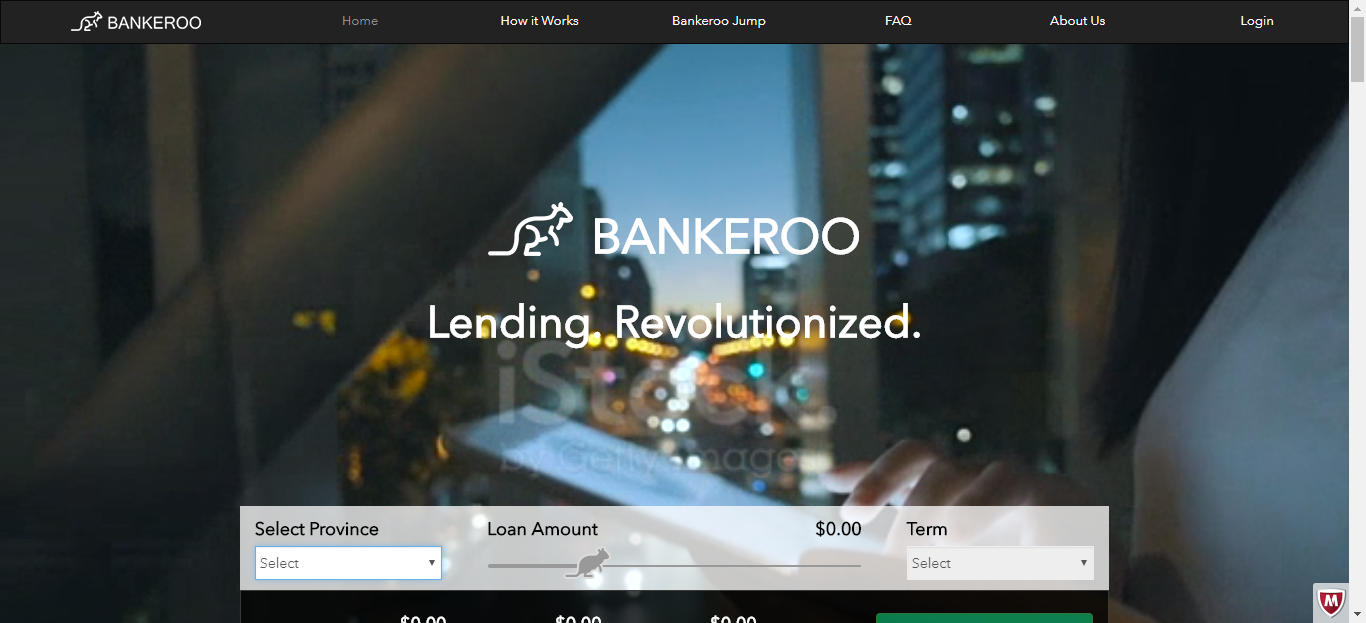 BANKEROO
Home
How it Works
Bankeroo Jump
FAQ
About Us
Login
BANKEROO
Lending. Revolutionized.
iStock
by Getty Images
Select Province
Loan Amount
$0.00
Term
Select
Select
$0.00
$0.00
$0.00
M